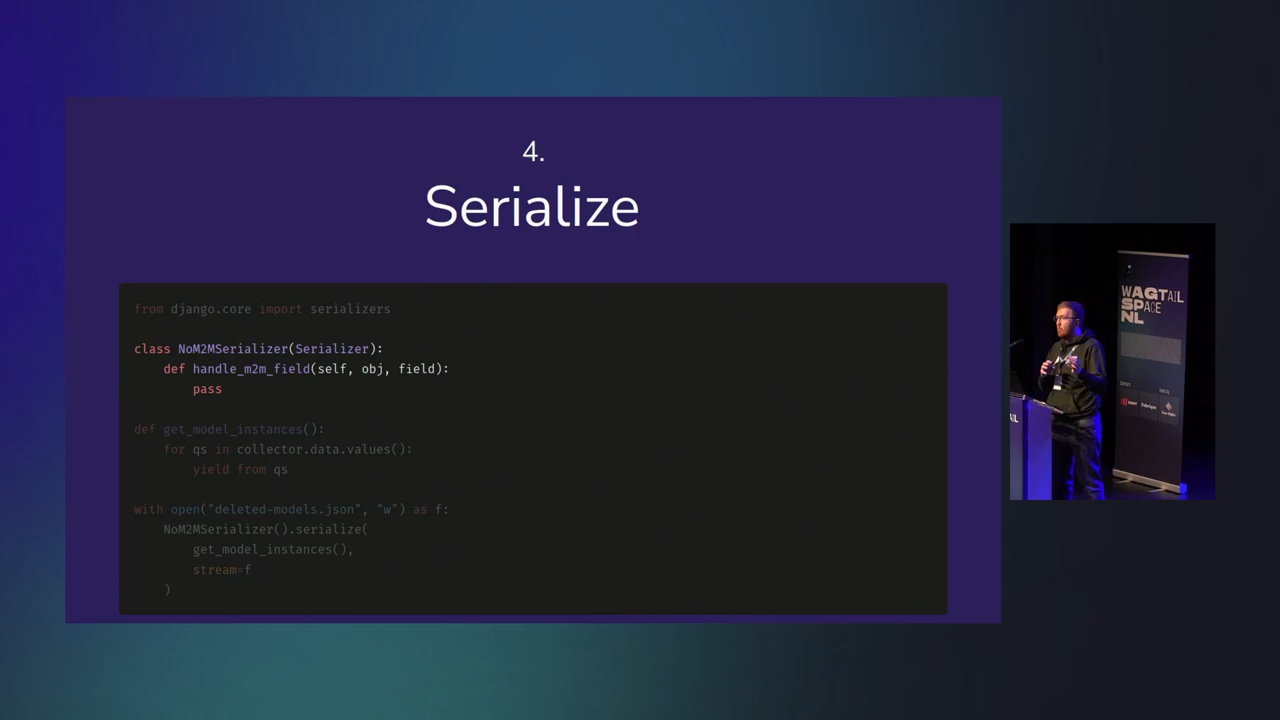 4.
Serialize
from django.core import serializers
class NoM2MSerializer(Serializer):
    def handle_m2m_field(self, obj, field):
        pass
def get_model_instances():
    for qs in collector.data.values():
        yield from qs
with open("deleted-models.json", "w") as f:
    NoM2MSerializer().serialize(
        get_model_instances(),
        stream=f
    )
WAGTAIL
SPACE
NL